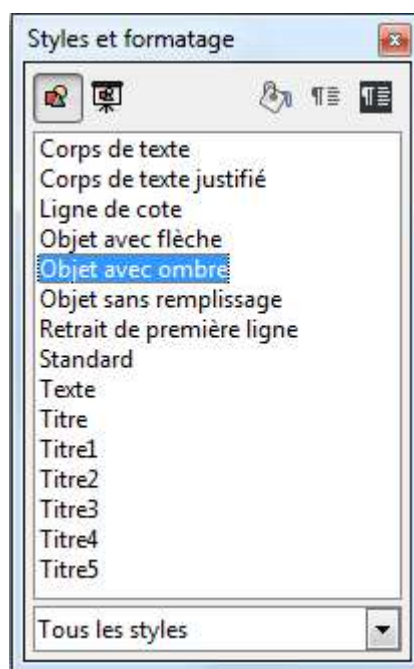 Styles et formatage
Corps de texte
Corps de texte justifié
Ligne de cote
Objet avec flèche
Objet avec ombre
Objet sans remplissage
Retrait de première ligne
Standard
Texte
Titre
Titre1
Titre2
Titre3
Titre4
Titre5
Tous les styles